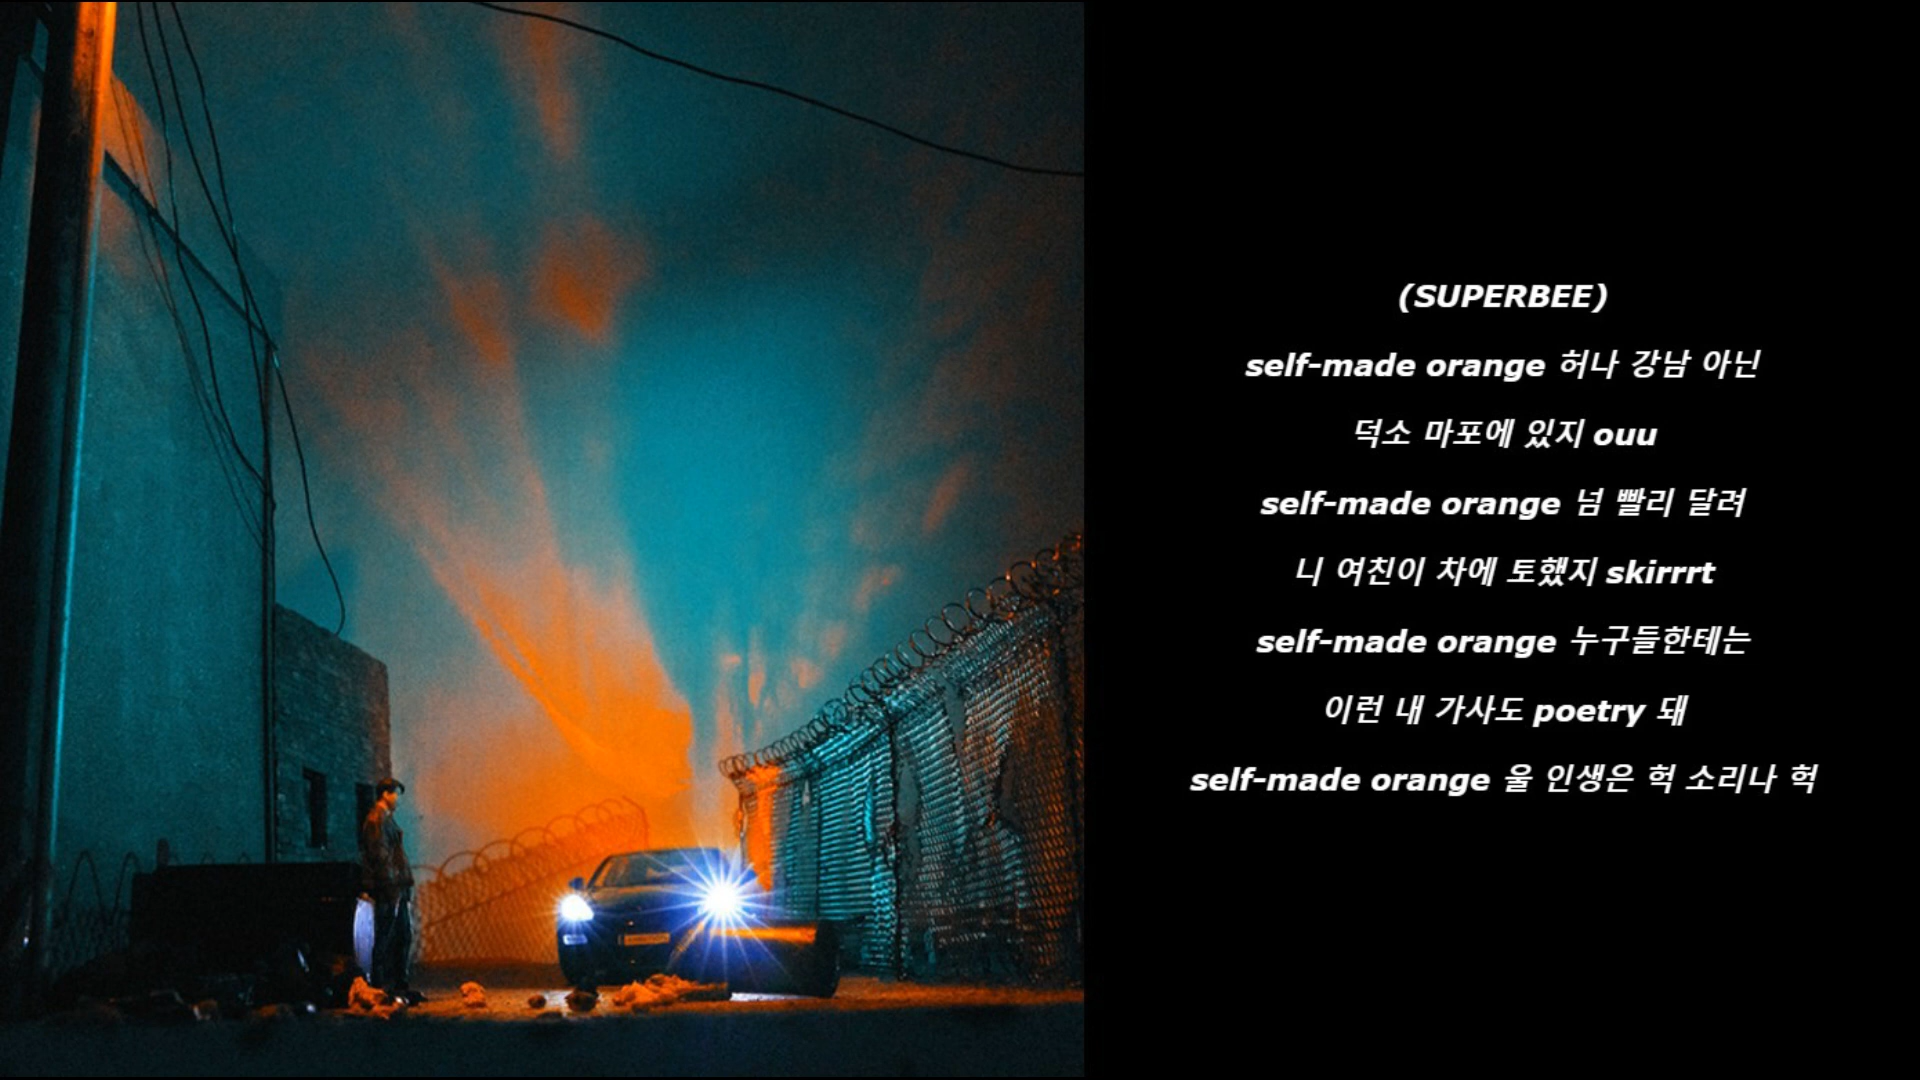 (SUPERBEE)
self-made orange 허나 강남 아닌
덕소 마포에 있지 ouu
self-made orange 넘 빨리 달려
니 여친이 차에 토했지 skirrrt
self-made orange 누구들한테는
이런 내 가사도 poetry 돼
self-made orange 울 인생은 헉 소리나 헉